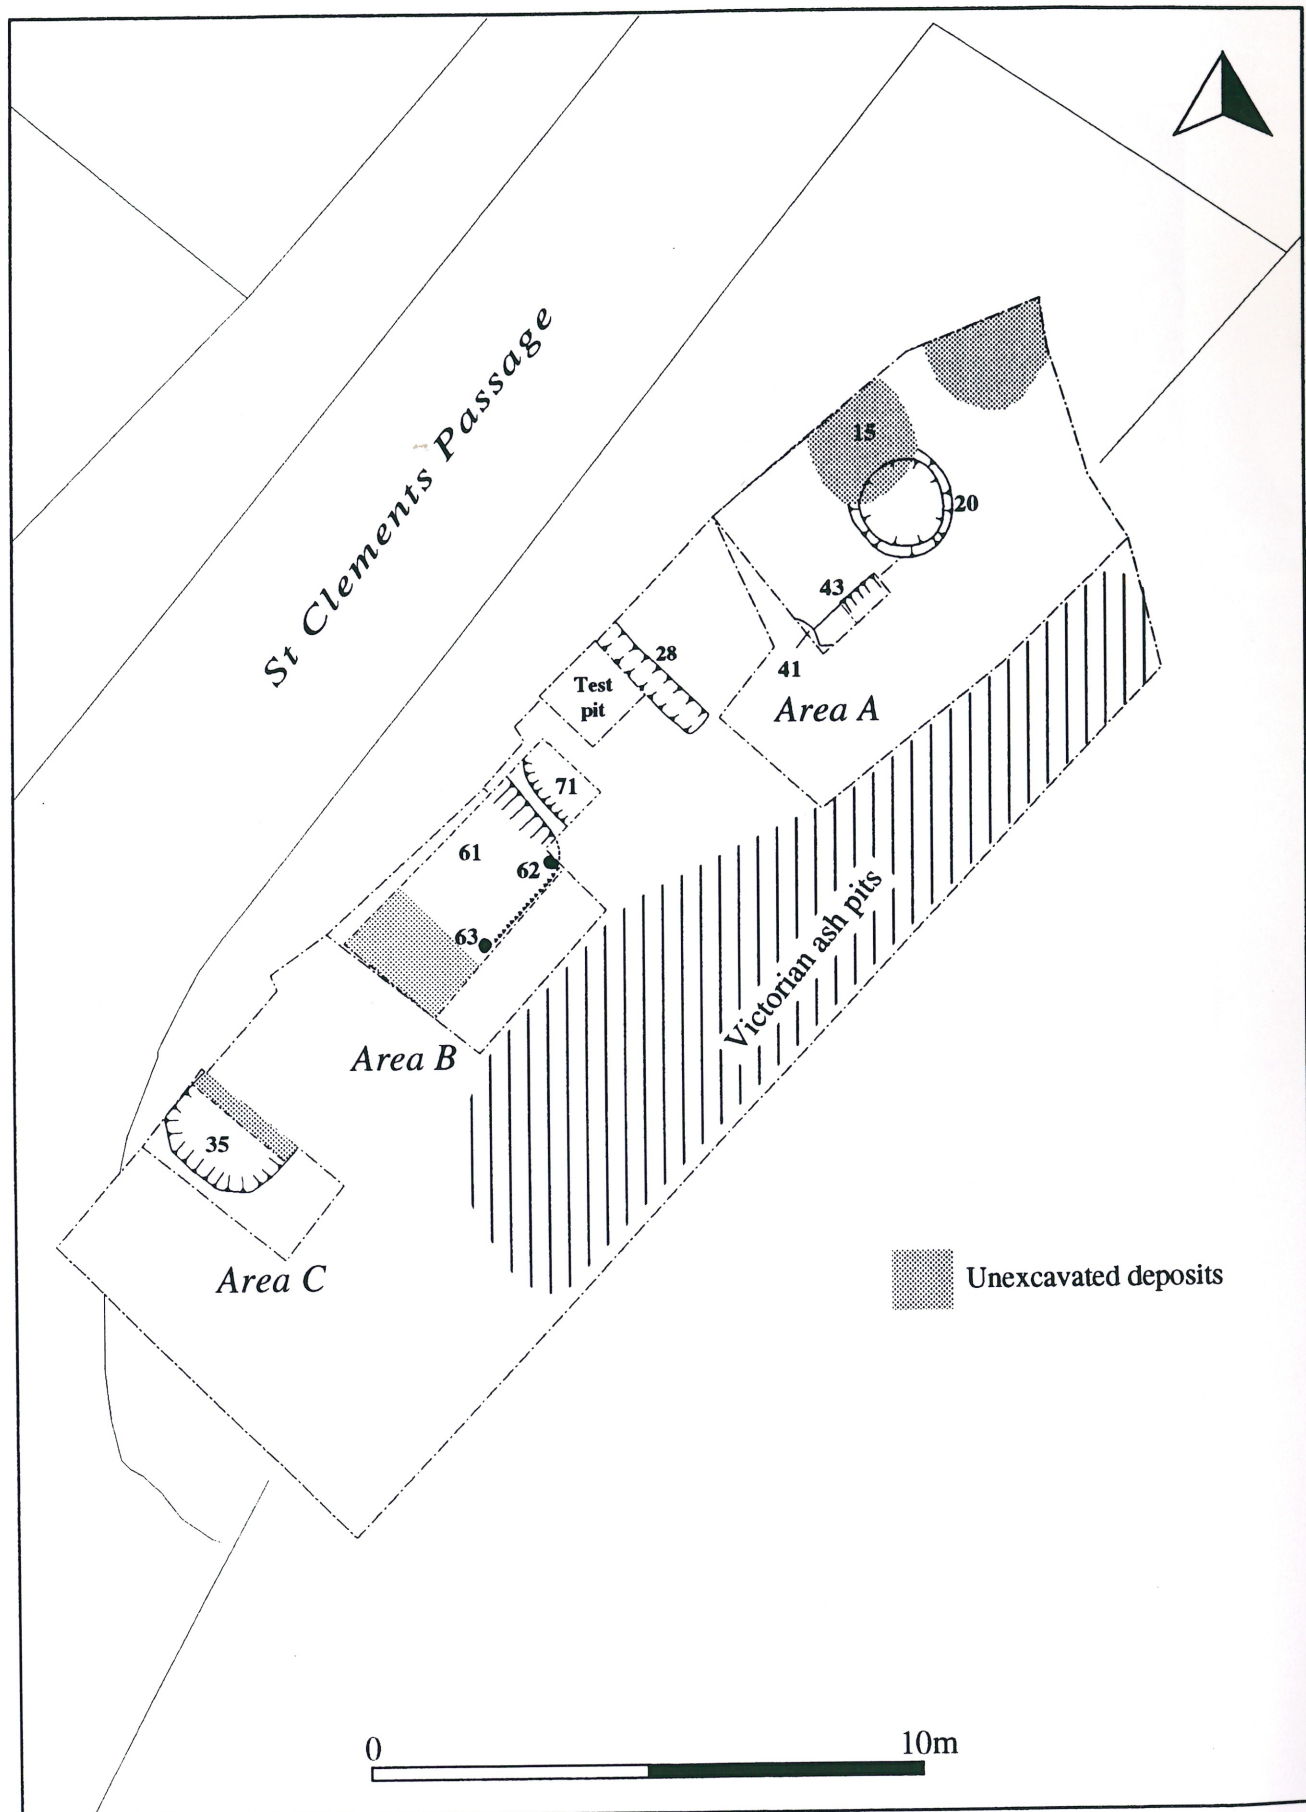 St Clements Passage
15
20
43
28
41
Test
pit
Area A
71
61
62
63
Victorian ash pits
Area B
35
Area C
Unexcavated deposits
0
10m